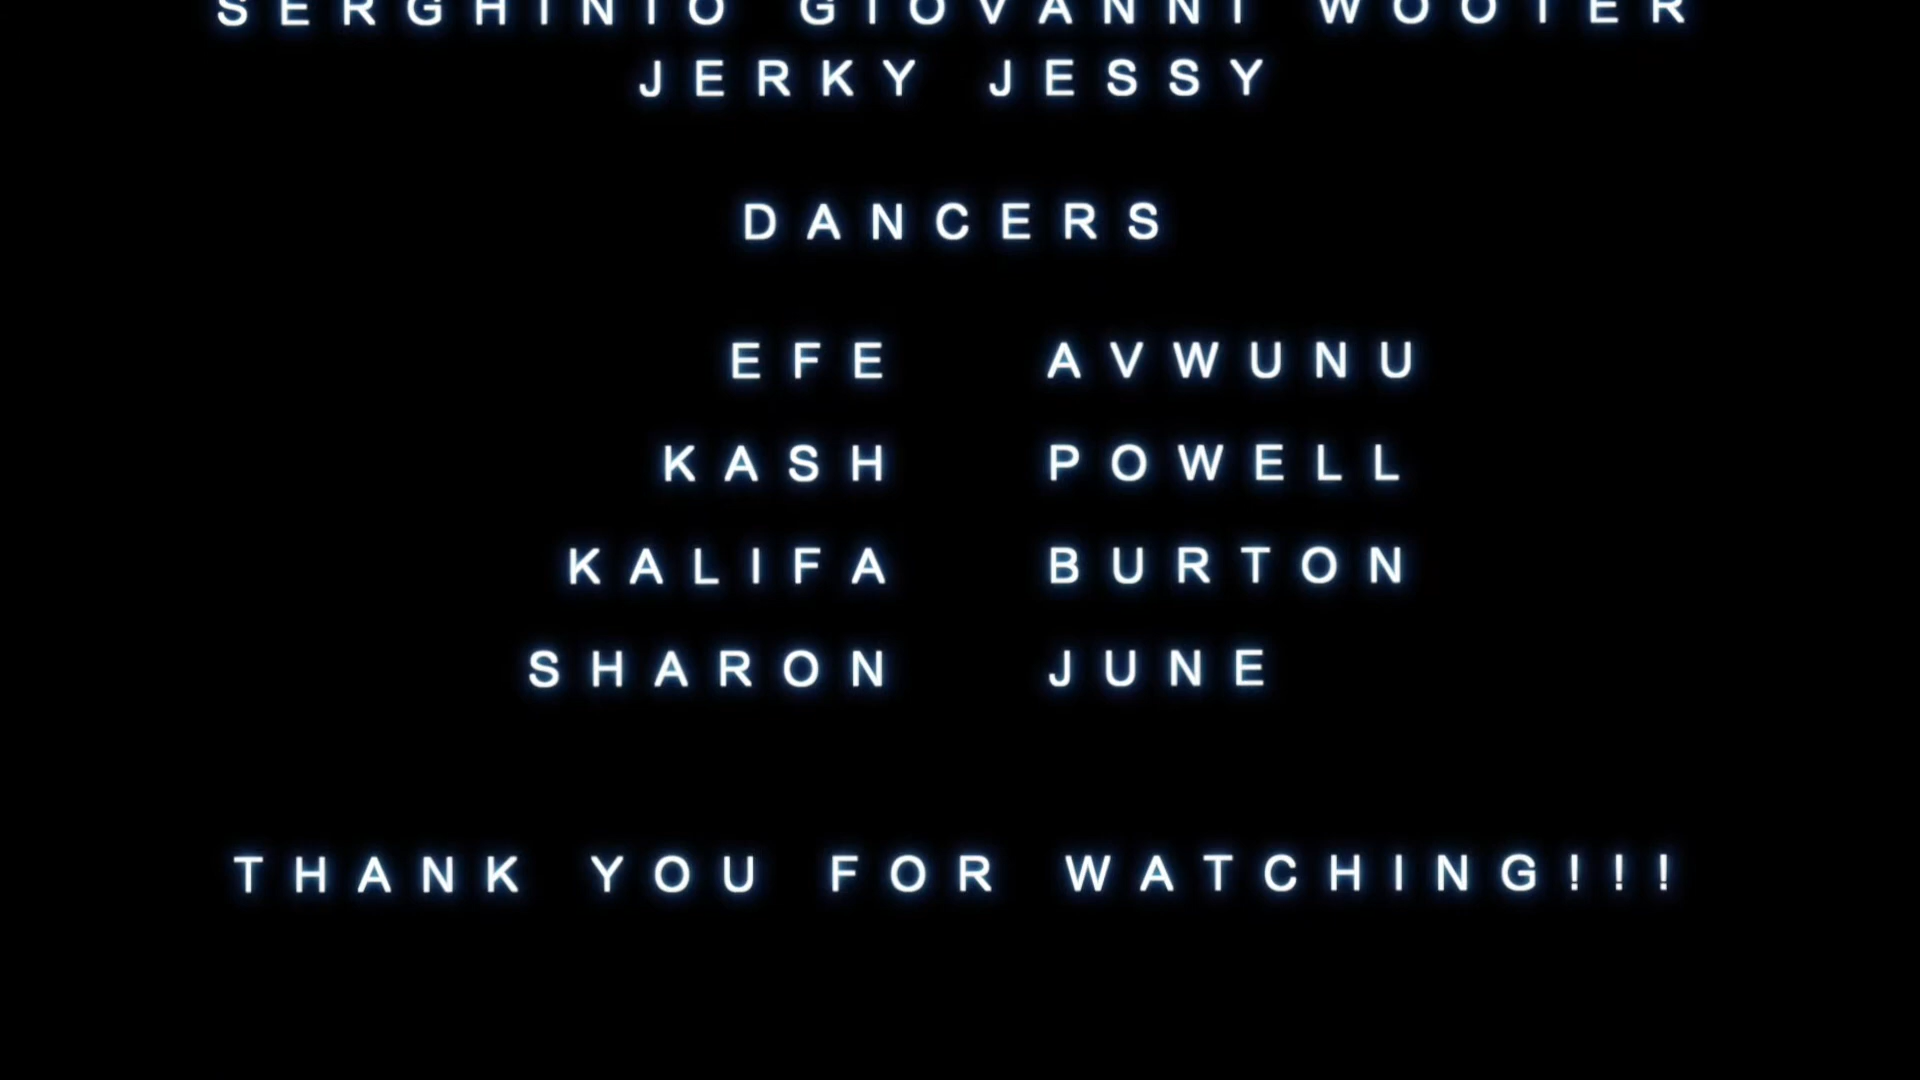 SERGHINIO GIOVANNI WOOTER
JERKY JESSY
DANCERS
EFE AVWUNU
KASH POWELL
KALIFA BURTON
SHARON JUNE
THANK YOU FOR WATCHING!!!